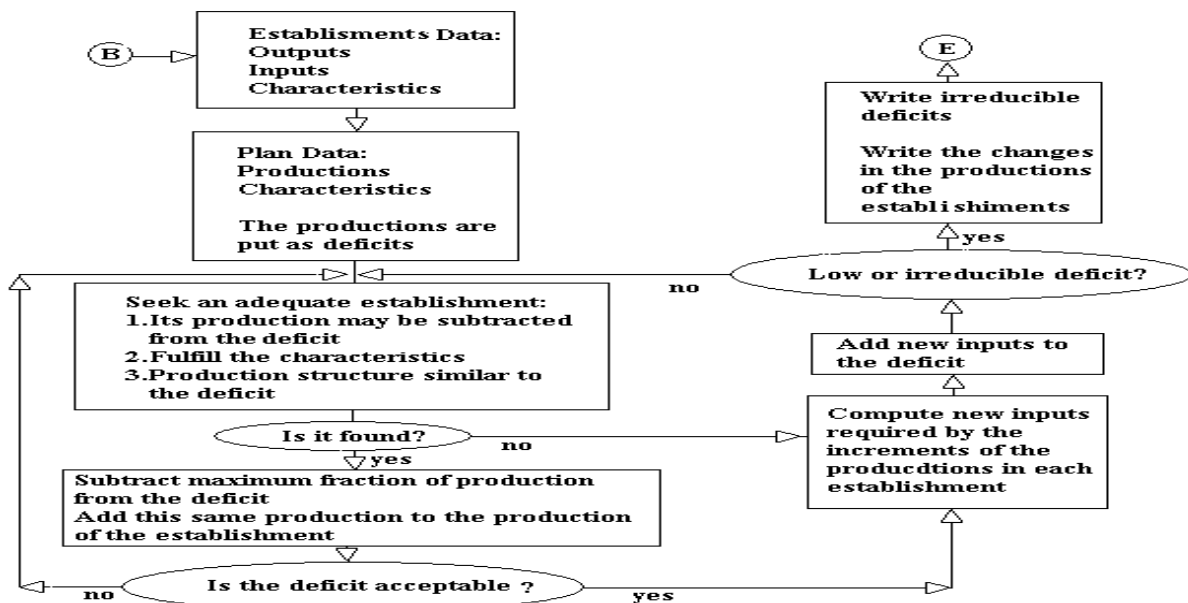 B
Establisments Data:
Outputs
Inputs
Characteristics
Plan Data:
Productions
Characteristics
The productions are
put as deficits
Seek an adequate establishment:
1.Its production may be subtracted
from the deficit
2.Fulfill the characteristics
3.Production structure similar to
the deficit
Is it found?
no
yes
Subtract maximum fraction of production
from the deficit
Add this same production to the production
of the establishment
Is the deficit acceptable ?
no
yes
Compute new inputs
required by the
increments of the
producdtions in each
establishment
Add new inputs to
the deficit
Low or irreducible deficit?
no
yes
Write irreducible
deficits
Write the changes
in the productions
of the
establishiments
E